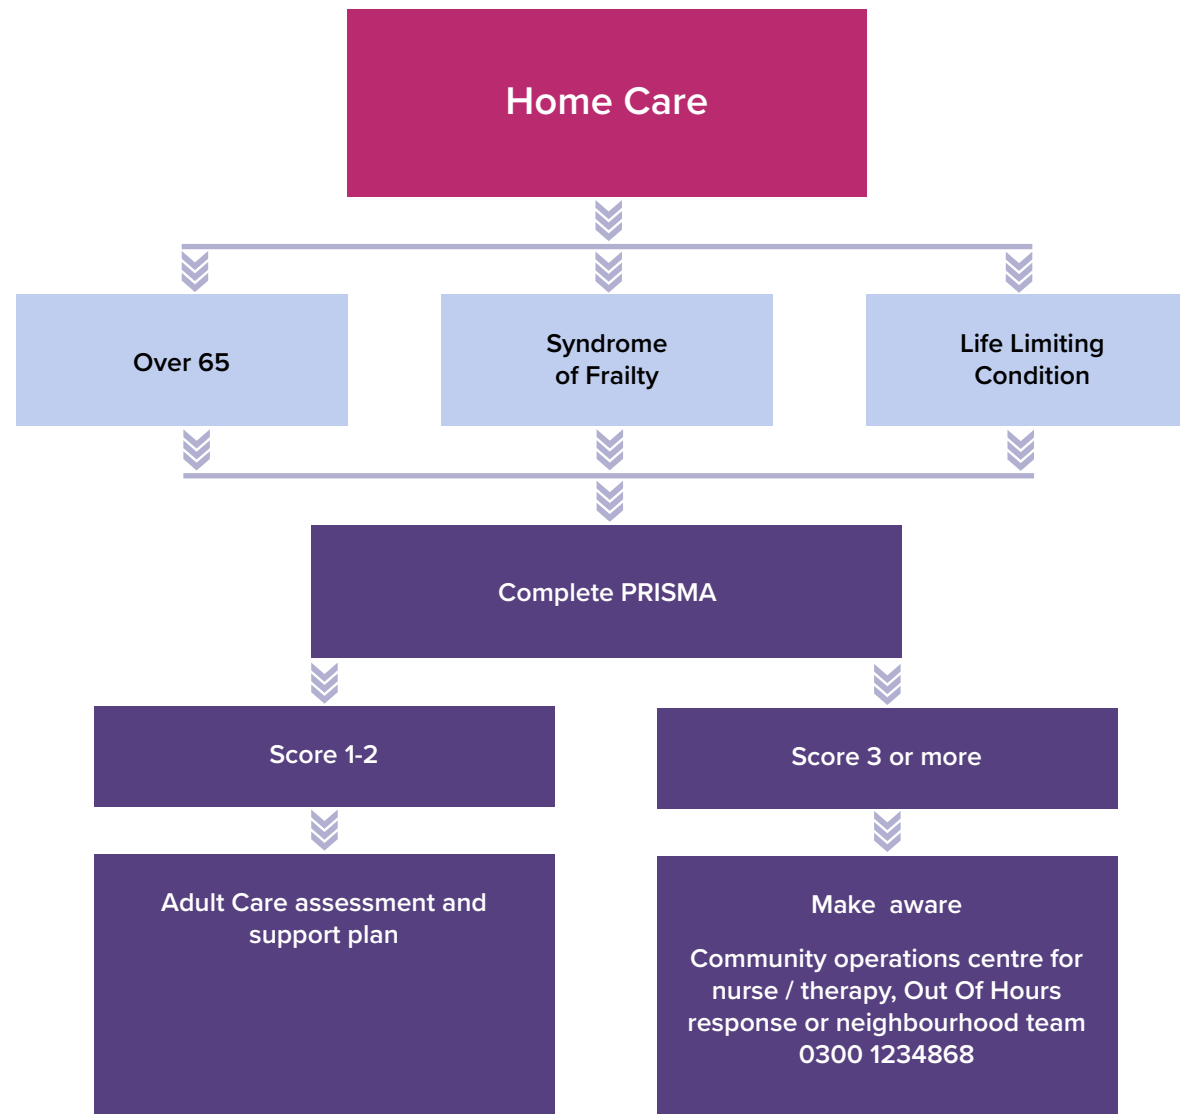 Home Care
Over 65
Syndrome
of Frailty
Life Limiting
Condition
Complete PRISMA
Score 1-2
Score 3 or more
Adult Care assessment and
support plan
Make  aware
Community operations centre for
nurse / therapy, Out Of Hours
response or neighbourhood team
0300 1234868